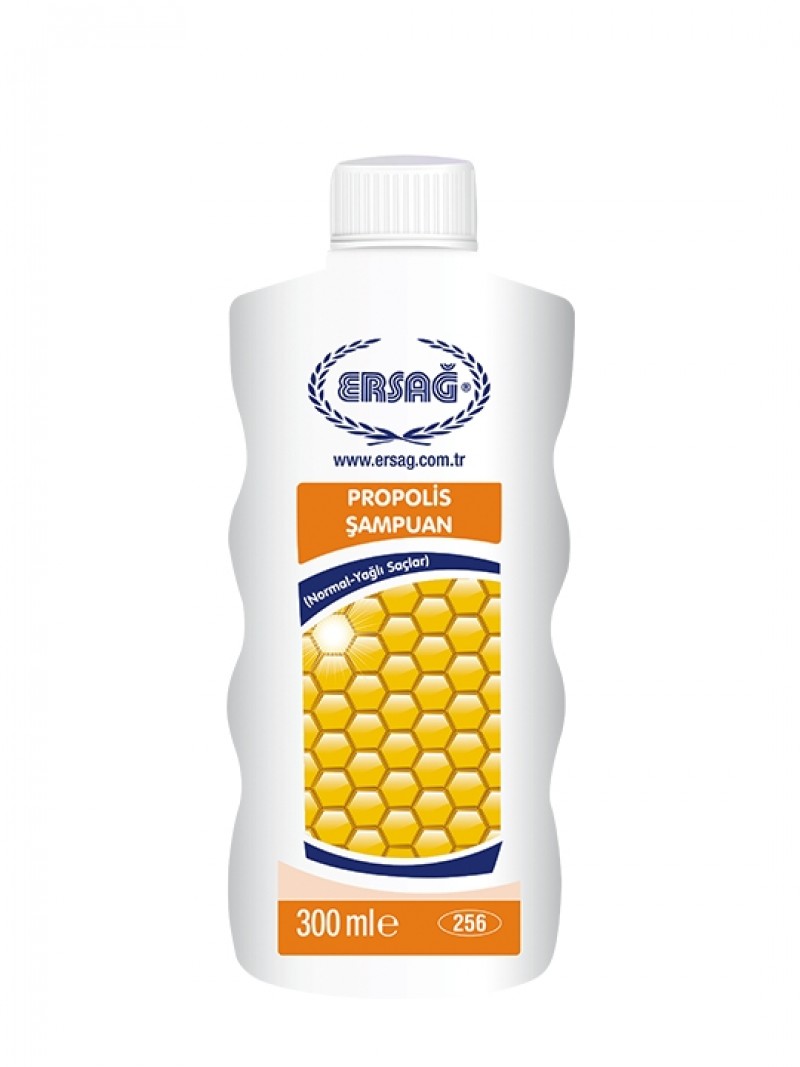 ERSAĞ®
www.ersag.com.tr
PROPOLİS
ŞAMPUAN
(Normal-Yağlı Saçlar)
300 ml e
256